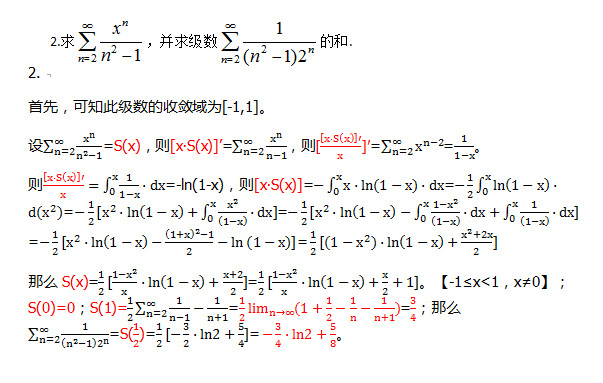 2.求∑_{n=2}^{∞} x^n/(n²−1)，并求级数∑_{n=2}^{∞} 1/((n²−1)2^n) 的和.
2.
首先，可知此级数的收敛域为[-1,1]。
设∑_{n=2}^{∞} x^n/(n²−1)=S(x)，则[x·S(x)]′=∑_{n=2}^{∞} x^n/(n−1)，则[[x·S(x)]′/x]′=∑_{n=2}^{∞} x^{n−2}=1/(1−x)。
则[x·S(x)]′/x = ∫_0^x 1/(1−x)·dx=-ln(1-x)，则[x·S(x)]=−∫_0^x x·ln(1−x)·dx=−1/2 ∫_0^x ln(1−x)·
d(x²)=−1/2[x²·ln(1−x)+∫_0^x x²/(1−x)·dx]=−1/2[x²·ln(1−x)−∫_0^x (1−x²)/(1−x)·dx+∫_0^x 1/(1−x)·dx]
=−1/2[x²·ln(1−x)−((1+x)²−1)/2−ln(1−x)]=1/2[(1−x²)·ln(1−x)+(x²+2x)/2]
那么 S(x)=1/2[(1−x²)/x·ln(1−x)+(x+2)/2]=1/2[(1−x²)/x·ln(1−x)+x/2+1]。【-1≤x<1，x≠0】；
S(0)=0；S(1)=1/2∑_{n=2}^{∞} 1/(n−1)−1/(n+1)=1/2 lim_{n→∞}(1+1/2−1/n−1/(n+1))=3/4；那么
∑_{n=2}^{∞} 1/((n²−1)2^n)=S(1/2)=1/2[−3/2·ln2+5/4]=−3/4·ln2+5/8。